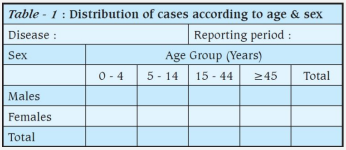 Table - 1 : Distribution of cases according to age & sex
Disease : Reporting period :
Sex Age Group (Years)
0 - 4 5 - 14 15 - 44 ≥45 Total
Males
Females
Total